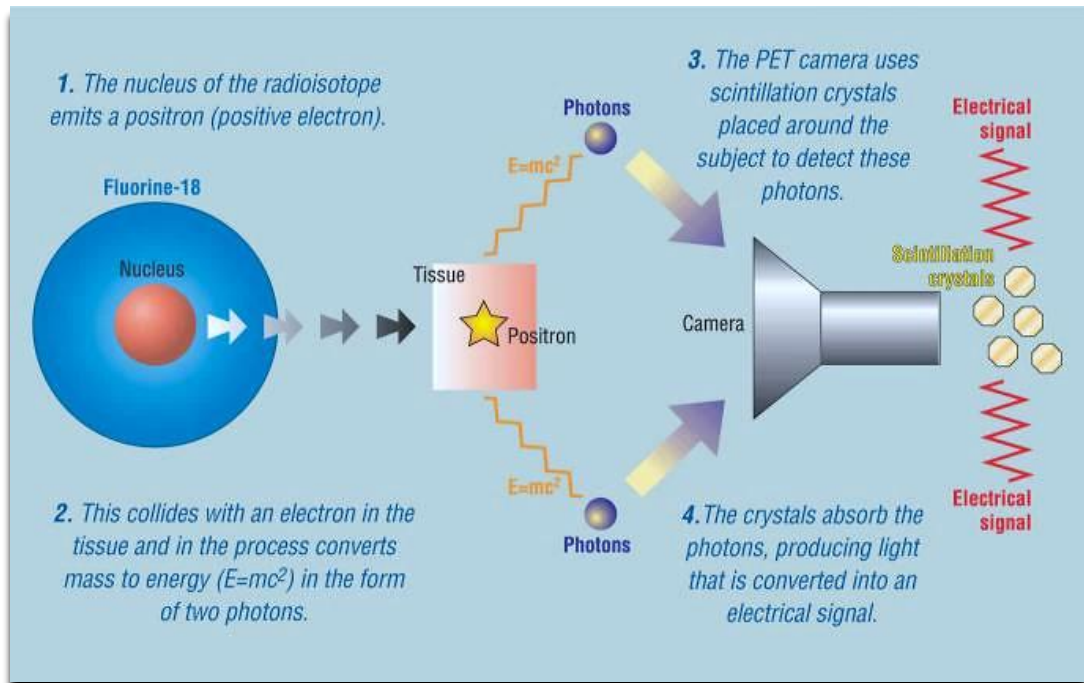 1. The nucleus of the radioisotope
emits a positron (positive electron).
Fluorine-18
Nucleus
2. This collides with an electron in the
tissue and in the process converts
mass to energy (E=mc²) in the form
of two photons.
Photons
E=mc²
Tissue
Positron
E=mc²
Photons
3. The PET camera uses
scintillation crystals
placed around the
subject to detect these
photons.
Camera
4.The crystals absorb the
photons, producing light
that is converted into an
electrical signal.
Electrical
signal
Scintillation
crystals
Electrical
signal